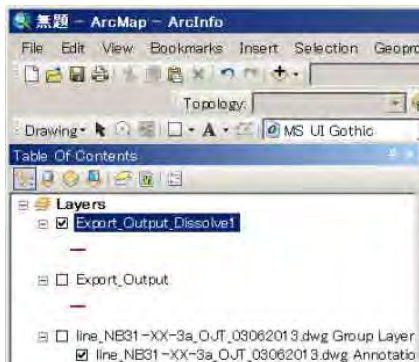 無題 - ArcMap - ArcInfo
File Edit View Bookmarks Insert Selection Geopro
Topology:
Drawing A MS UI Gothic
Table Of Contents
Layers
Export_Output_Dissolve1
Export_Output
line_NB31-XX-3a_OJT_03062013.dwg Group Layer
line_NB31-XX-3a_OJT_03062013.dwg Annotatio